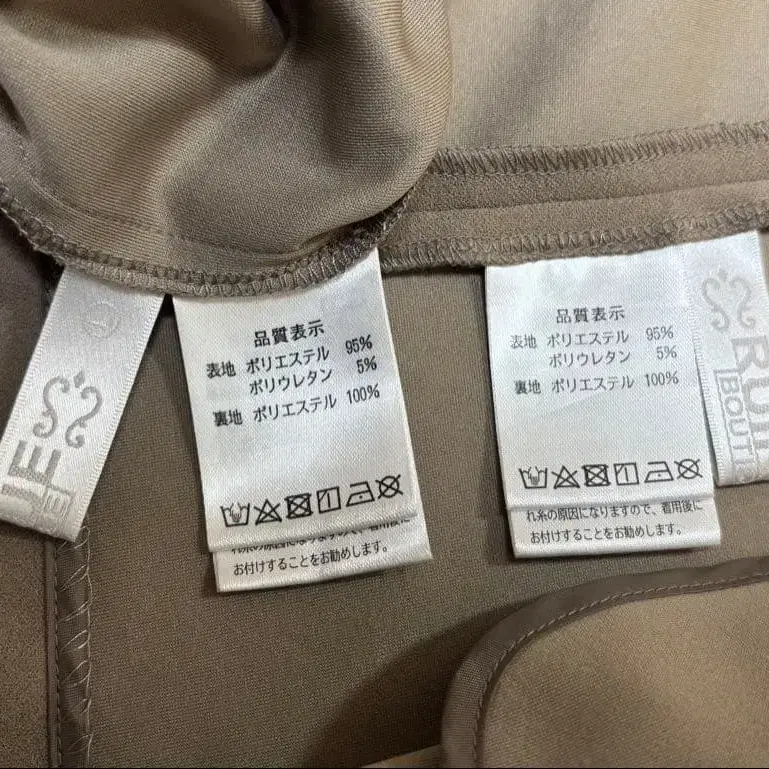 品質表示
表地 ポリエステル 95%
ポリウレタン 5%
裏地 ポリエステル 100%
お付けすることをお勧めします。
品質表示
表地 ポリエステル 95%
ポリウレタン 5%
裏地 ポリエステル 100%
れ糸の原因になりますので、着用後に
お付けすることをお勧めします。
RUI
BOUT
IE